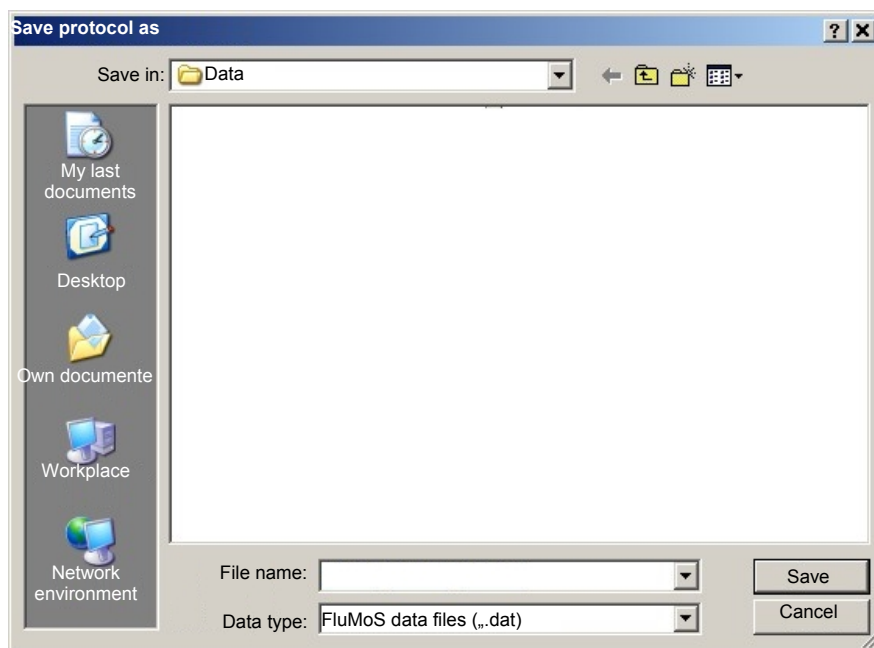 Save protocol as
Save in:
Data
My last
documents
Desktop
Own documente
Workplace
Network
environment
File name:
Save
Data type:
FluMoS data files („.dat)
Cancel